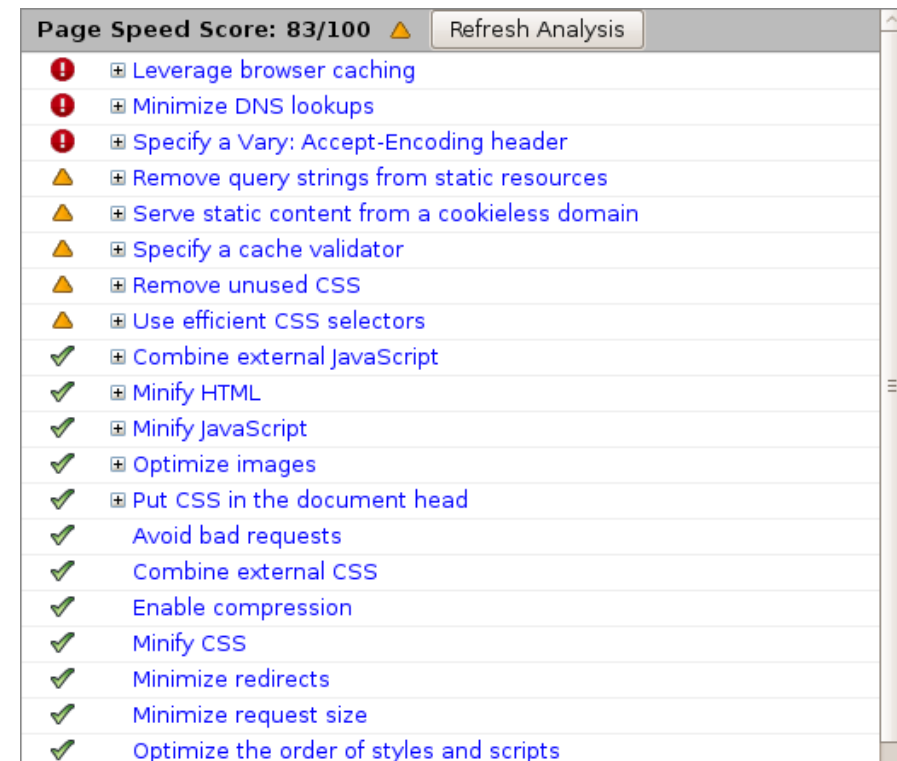 Page Speed Score: 83/100 Refresh Analysis
Leverage browser caching
Minimize DNS lookups
Specify a Vary: Accept-Encoding header
Remove query strings from static resources
Serve static content from a cookieless domain
Specify a cache validator
Remove unused CSS
Use efficient CSS selectors
Combine external JavaScript
Minify HTML
Minify JavaScript
Optimize images
Put CSS in the document head
Avoid bad requests
Combine external CSS
Enable compression
Minify CSS
Minimize redirects
Minimize request size
Optimize the order of styles and scripts